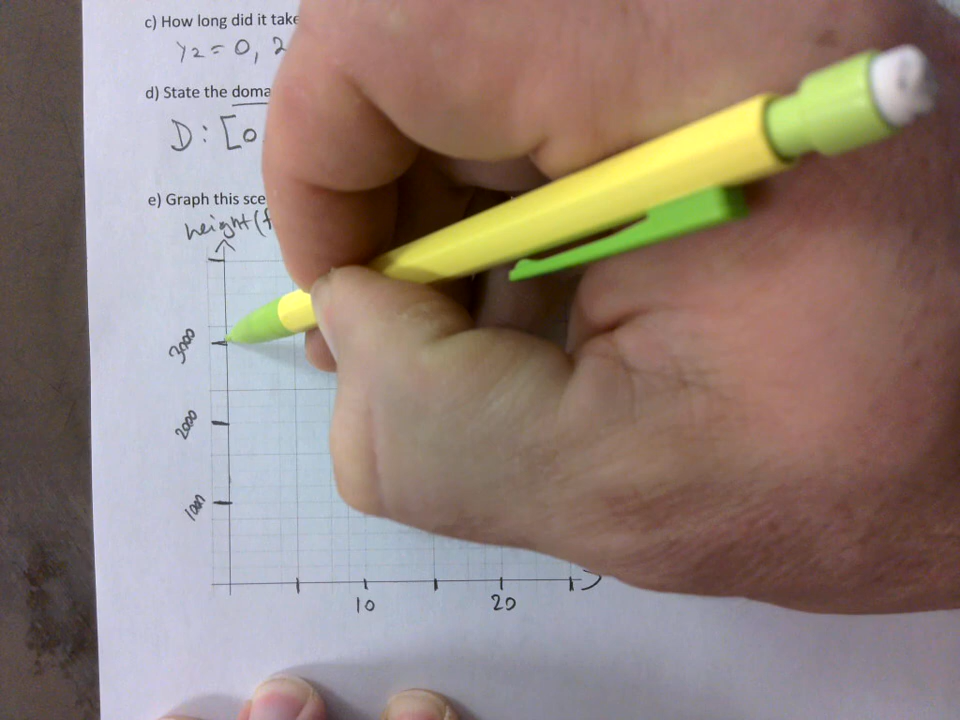 c) How long did it take
y2 = 0, 2
d) State the doma
D: [0
e) Graph this sce
height (f
3000
2000
1000
10 20